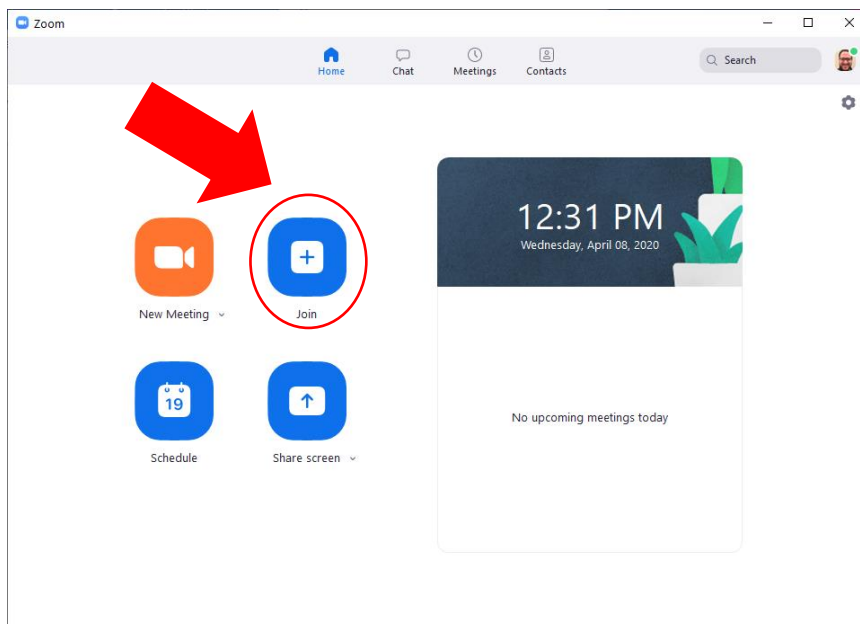 Zoom
Home
Chat
Meetings
Contacts
Search
12:31 PM
Wednesday, April 08, 2020
New Meeting
Join
19
Schedule
Share screen
No upcoming meetings today